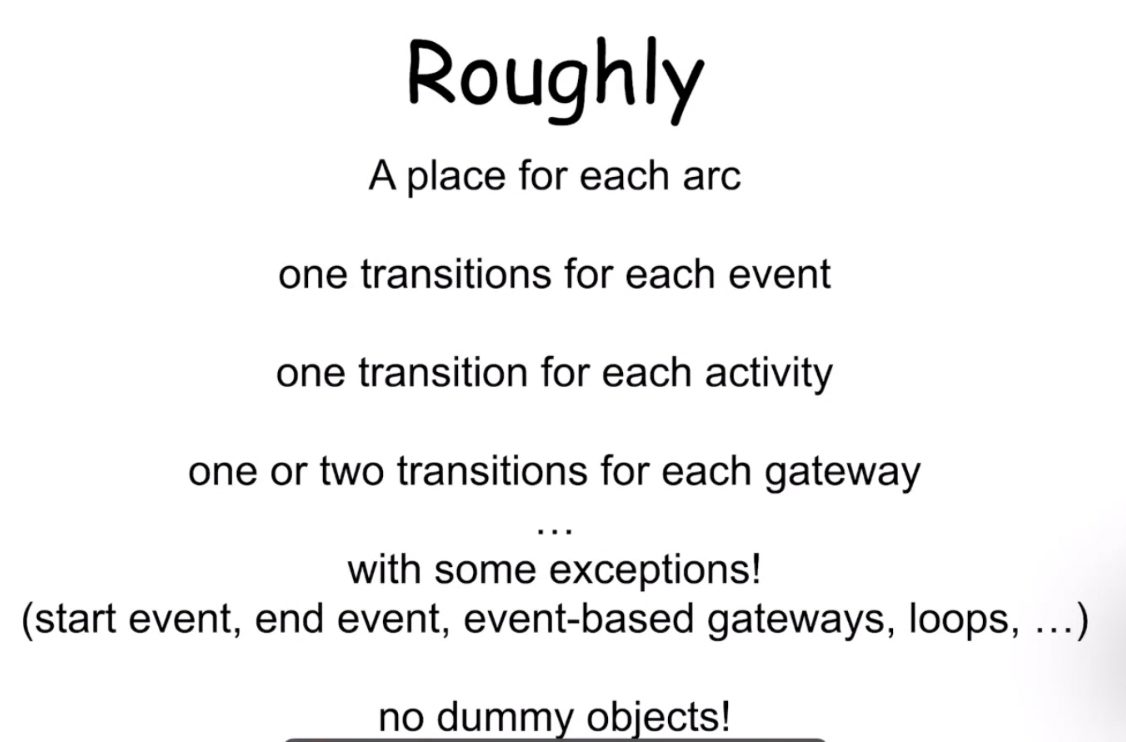 Roughly
A place for each arc
one transitions for each event
one transition for each activity
one or two transitions for each gateway
...
with some exceptions!
(start event, end event, event-based gateways, loops, ...)
no dummy objects!